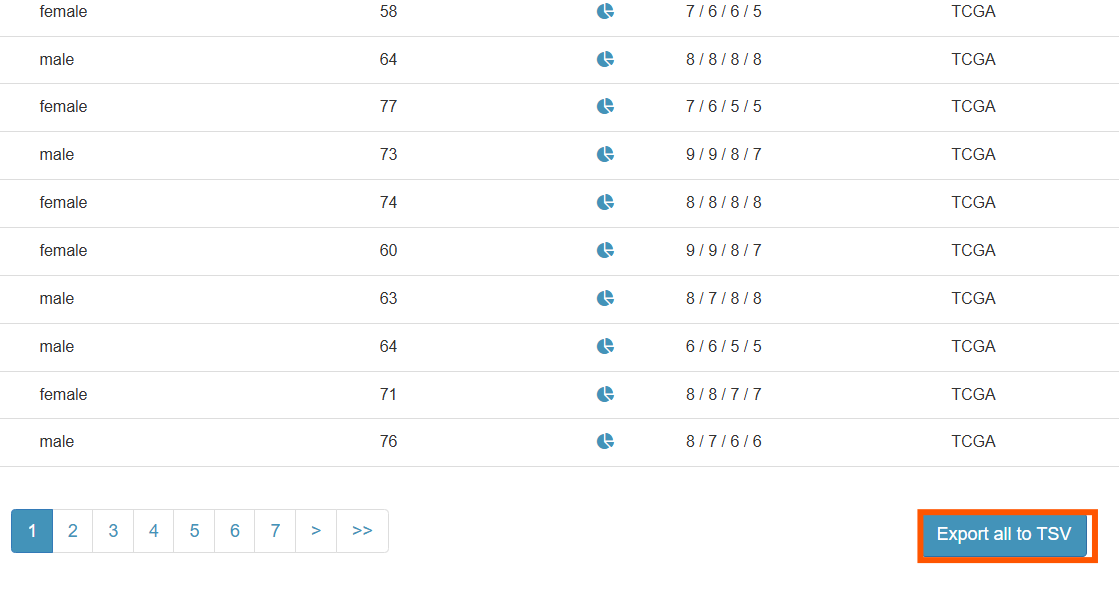 female 58 7 / 6 / 6 / 5 TCGA
male 64 8 / 8 / 8 / 8 TCGA
female 77 7 / 6 / 5 / 5 TCGA
male 73 9 / 9 / 8 / 7 TCGA
female 74 8 / 8 / 8 / 8 TCGA
female 60 9 / 9 / 8 / 7 TCGA
male 63 8 / 7 / 8 / 8 TCGA
male 64 6 / 6 / 5 / 5 TCGA
female 71 8 / 8 / 7 / 7 TCGA
male 76 8 / 7 / 6 / 6 TCGA
1 2 3 4 5 6 7 > >> Export all to TSV